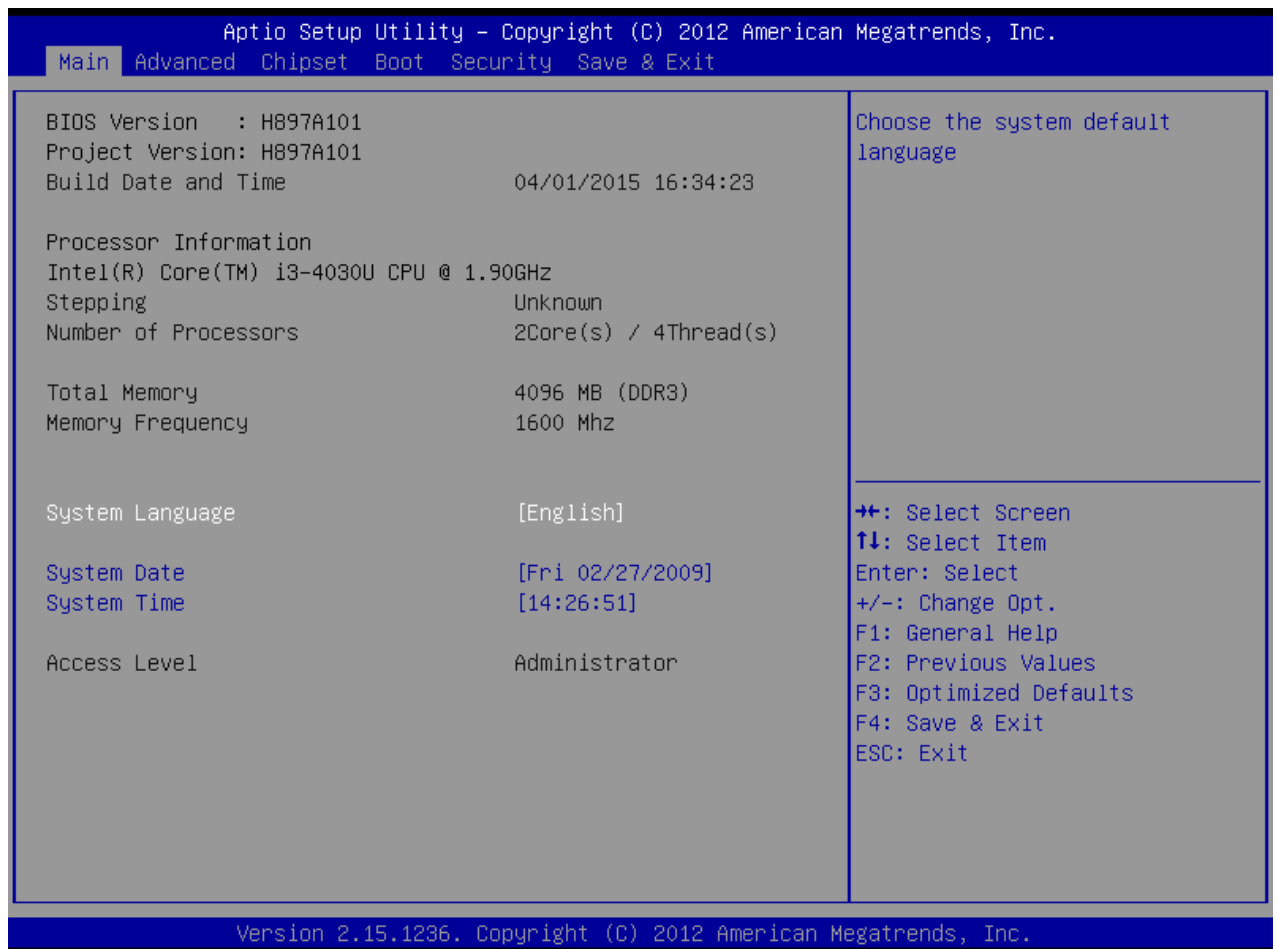 Aptio Setup Utility – Copyright (C) 2012 American Megatrends, Inc.
Main Advanced Chipset Boot Security Save & Exit
BIOS Version : H897A101
Project Version: H897A101
Build Date and Time 04/01/2015 16:34:23
Processor Information
Intel(R) Core(TM) i3-4030U CPU @ 1.90GHz
Stepping Unknown
Number of Processors 2Core(s) / 4Thread(s)
Total Memory 4096 MB (DDR3)
Memory Frequency 1600 Mhz
System Language [English]
System Date [Fri 02/27/2009]
System Time [14:26:51]
Access Level Administrator
Choose the system default
language
→←: Select Screen
↑↓: Select Item
Enter: Select
+/-: Change Opt.
F1: General Help
F2: Previous Values
F3: Optimized Defaults
F4: Save & Exit
ESC: Exit
Version 2.15.1236. Copyright (C) 2012 American Megatrends, Inc.